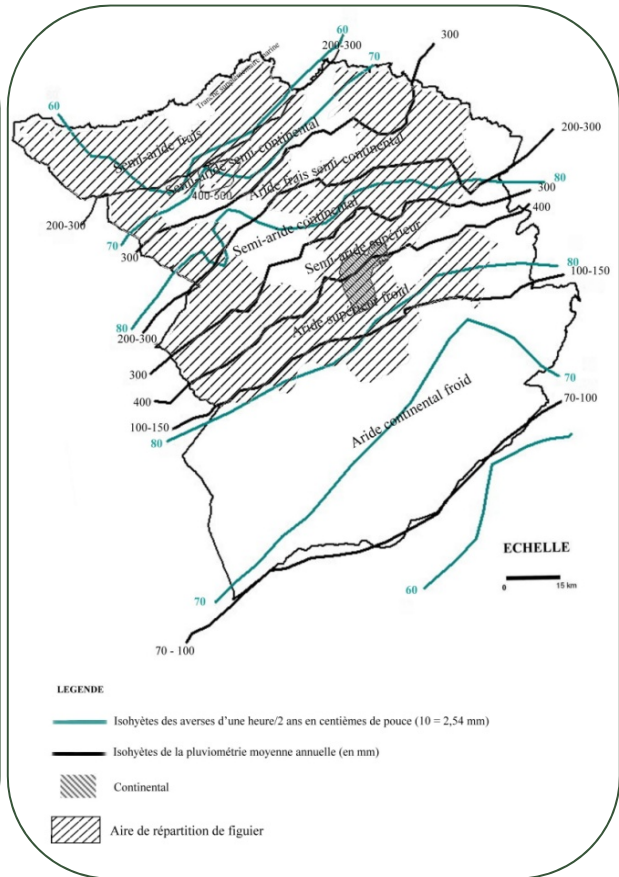 60
200-300
300
70
Tranche
60
200-300
Semi-aride frais
Semi-aride semi-continental
Aride frais semi-continental
400-500
80
200-300
300
70
300
Semi-aride continental
400
Semi-aride supérieur
80
100-150
80
200-300
Aride supérieur froid
300
400
100-150
80
70
70-100
Aride continental froid
ECHELLE
0 15 km
70
60
70 - 100
LEGENDE
Isohyètes des averses d’une heure/2 ans en centièmes de pouce (10 = 2,54 mm)
Isohyètes de la pluviométrie moyenne annuelle (en mm)
Continental
Aire de répartition de figuier